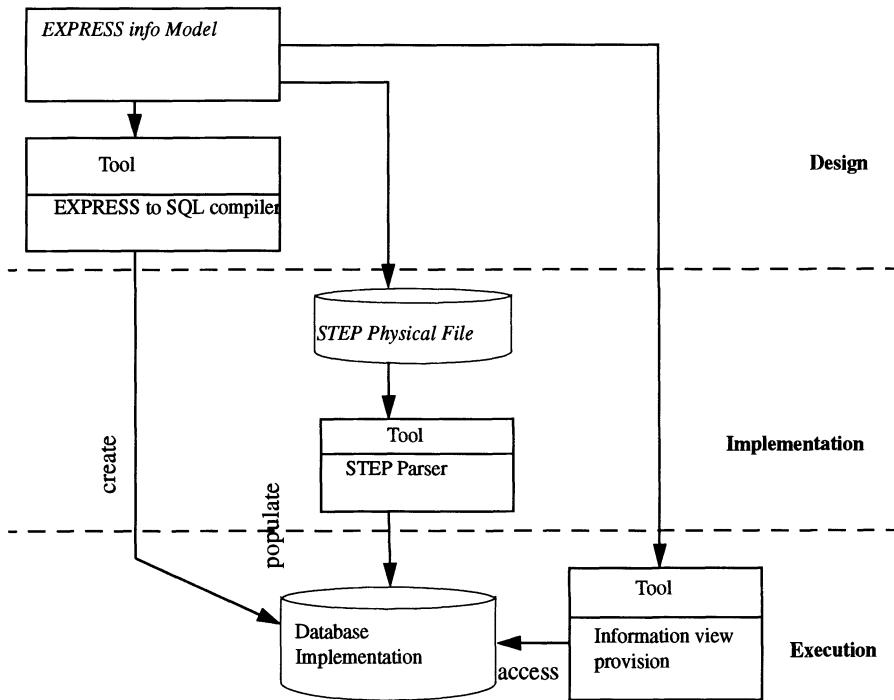 EXPRESS info Model
Tool
EXPRESS to SQL compiler
Design
STEP Physical File
Tool
STEP Parser
Implementation
create
populate
Database
Implementation
access
Tool
Information view
provision
Execution